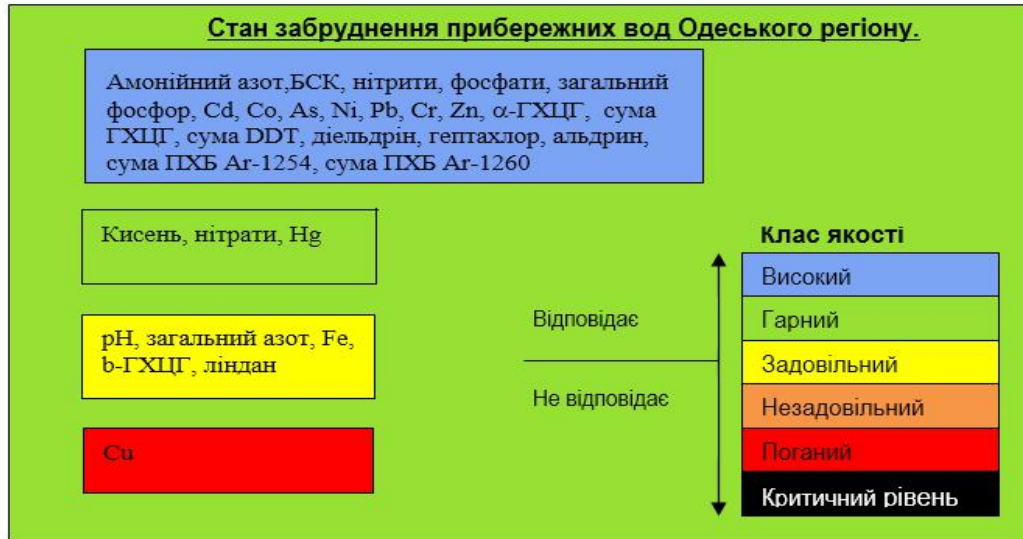 Стан забруднення прибережних вод Одеського регіону.
Амонійний азот,БСК, нітрити, фосфати, загальний
фосфор, Cd, Co, As, Ni, Pb, Cr, Zn, α-ГХЦГ, сума
ГХЦГ, сума DDT, діельдрін, гептахлор, альдрин,
сума ПХБ Ar-1254, сума ПХБ Ar-1260
Кисень, нітрати, Hg
pH, загальний азот, Fe,
b-ГХЦГ, ліндан
Cu
Відповідає
Не відповідає
Клас якості
Високий
Гарний
Задовільний
Незадовільний
Поганий
Критичний рівень